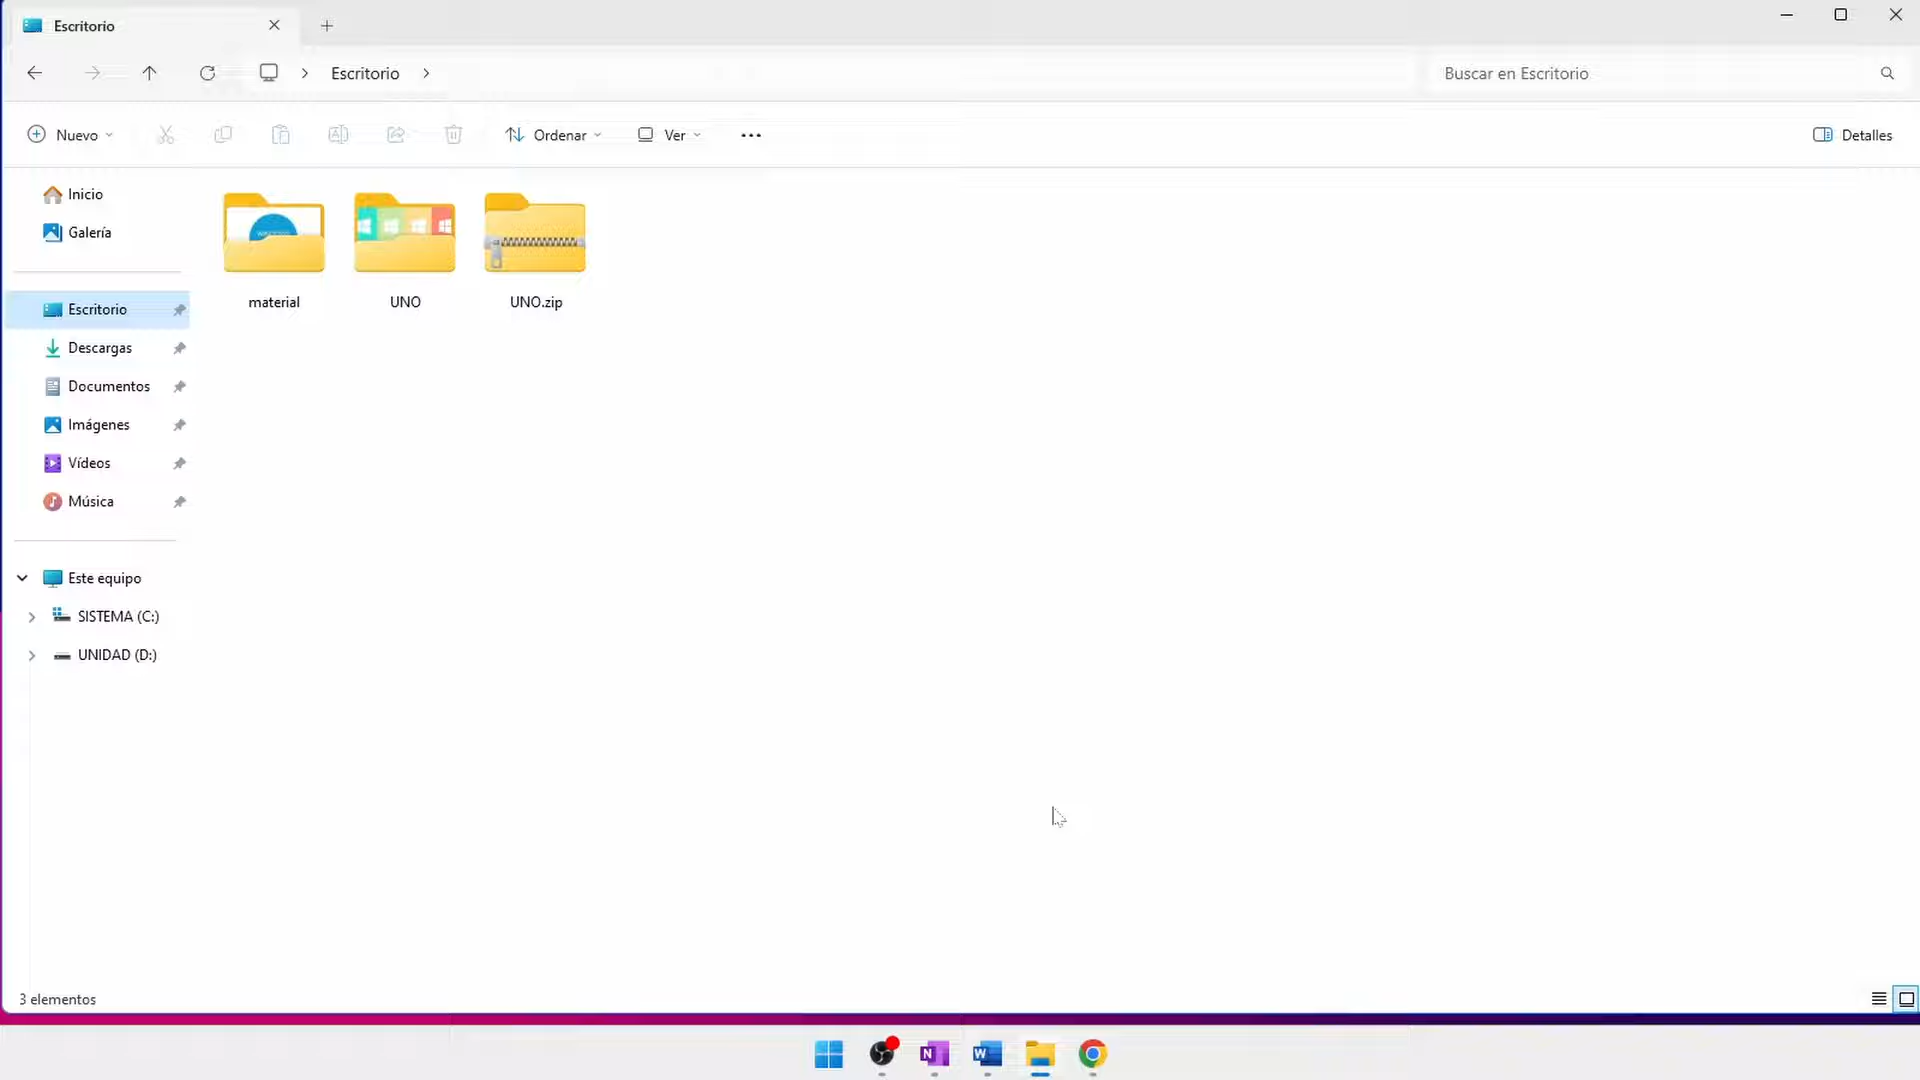 Escritorio
Escritorio
Buscar en Escritorio
Nuevo
Ordenar
Ver
Detalles
Inicio
Galería
Escritorio
Descargas
Documentos
Imágenes
Vídeos
Música
Este equipo
SISTEMA (C:)
UNIDAD (D:)
material
UNO
UNO.zip
3 elementos